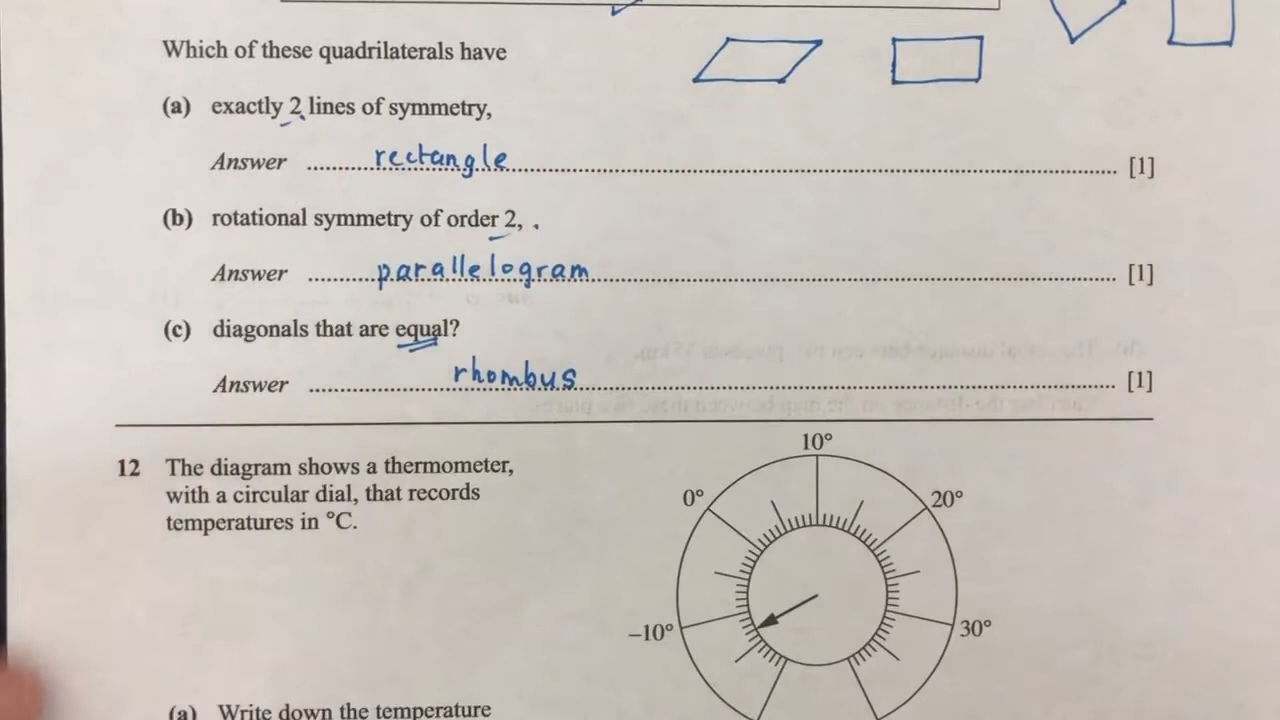 Which of these quadrilaterals have
(a) exactly 2 lines of symmetry,
Answer rectangle [1]
(b) rotational symmetry of order 2,
Answer parallelogram [1]
(c) diagonals that are equal?
Answer rhombus [1]
12 The diagram shows a thermometer,
with a circular dial, that records
temperatures in °C.
10°
0° 20°
-10° 30°
(a) Write down the temperature